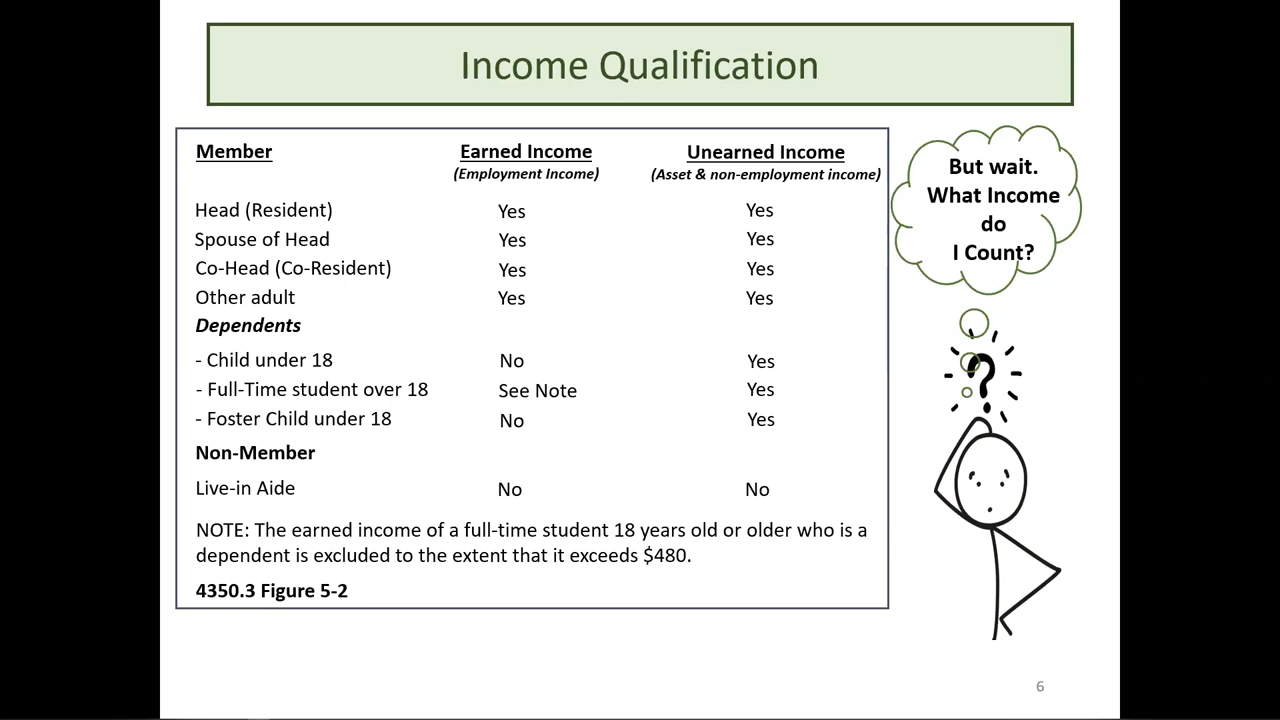 Income Qualification
Member Earned Income Unearned Income
(Employment Income) (Asset & non-employment income)
Head (Resident) Yes Yes
Spouse of Head Yes Yes
Co-Head (Co-Resident) Yes Yes
Other adult Yes Yes
Dependents
- Child under 18 No Yes
- Full-Time student over 18 See Note Yes
- Foster Child under 18 No Yes
Non-Member
Live-in Aide No No
NOTE: The earned income of a full-time student 18 years old or older who is a
dependent is excluded to the extent that it exceeds $480.
4350.3 Figure 5-2
But wait.
What Income
do
I Count?
?
6